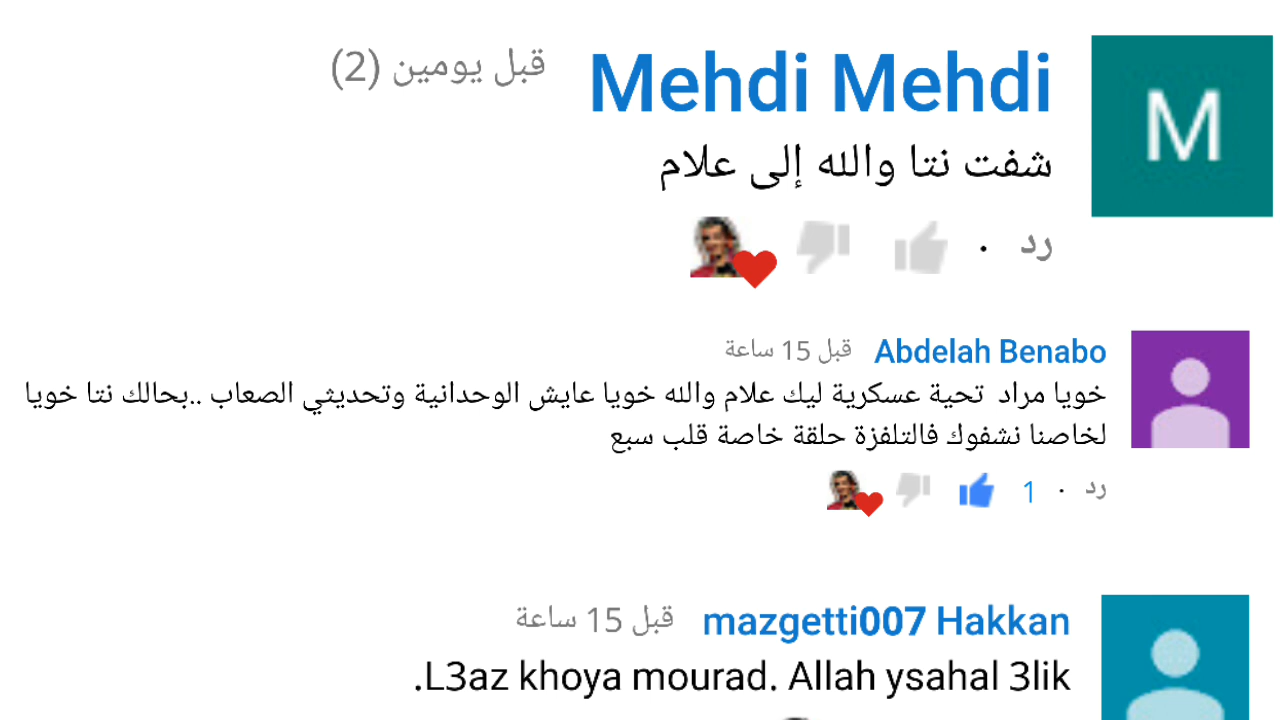 Mehdi Mehdi قبل يومين (2)
M
شفت نتا والله إلى علام
رد ·
Abdelah Benabo قبل 15 ساعة
خويا مراد تحية عسكرية ليك علام والله خويا عايش الوحدانية وتحديثي الصعاب ..بحالك نتا خويا
لخاصنا نشفوك فالتلفزة حلقة خاصة قلب سبع
رد · 1
mazgetti007 Hakkan قبل 15 ساعة
L3az khoya mourad. Allah ysahal 3lik.